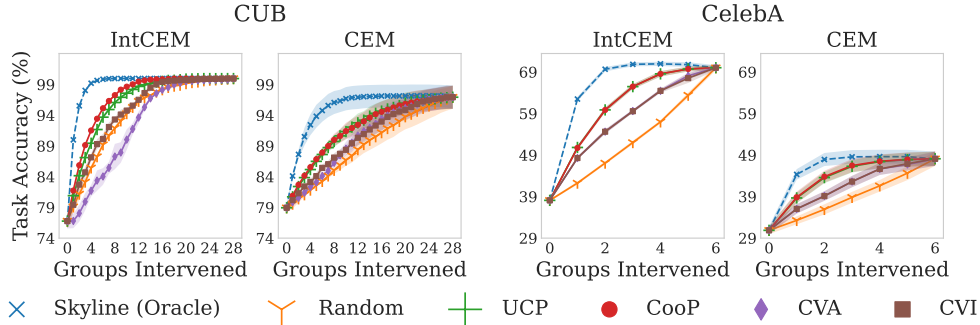 CUB
CelebA
IntCEM
CEM
IntCEM
CEM
Task Accuracy (%)
99
94
89
84
79
74
0 4 8 12 16 20 24 28
Groups Intervened
99
94
89
84
79
74
0 4 8 12 16 20 24 28
Groups Intervened
69
59
49
39
29
0 2 4 6
Groups Intervened
69
59
49
39
29
0 2 4 6
Groups Intervened
Skyline (Oracle) Random UCP CooP CVA CVI